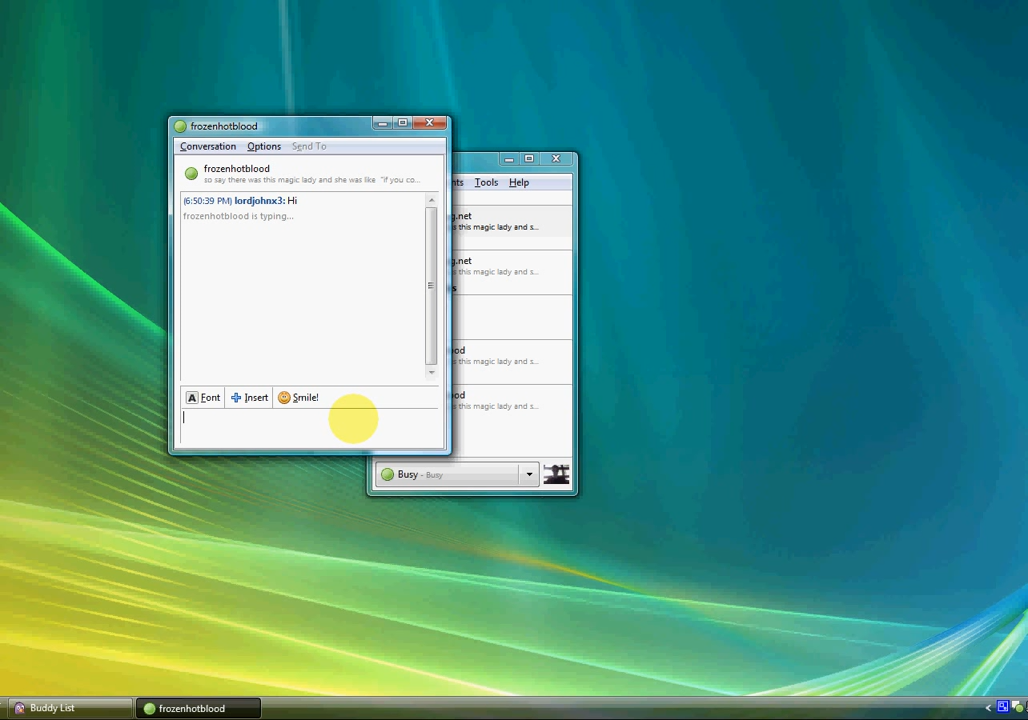 frozenhotblood
Conversation Options Send To
frozenhotblood
so say there was this magic lady and she was like "if you co...
(6:50:39 PM) lordjohnx3: Hi
frozenhotblood is typing...
Font Insert Smile!
nts Tools Help
g.net
s this magic lady and s...
g.net
s this magic lady and s...
s
ood
s this magic lady and s...
ood
s this magic lady and s...
Busy - Busy
Buddy List
frozenhotblood